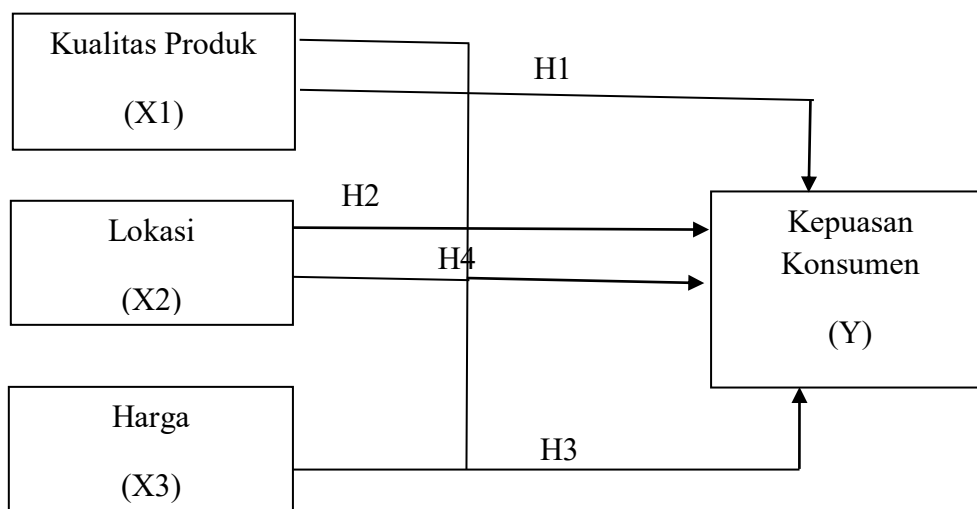 Kualitas Produk
(X1)
H1
H2
Lokasi
(X2)
H4
Kepuasan
Konsumen
(Y)
Harga
(X3)
H3